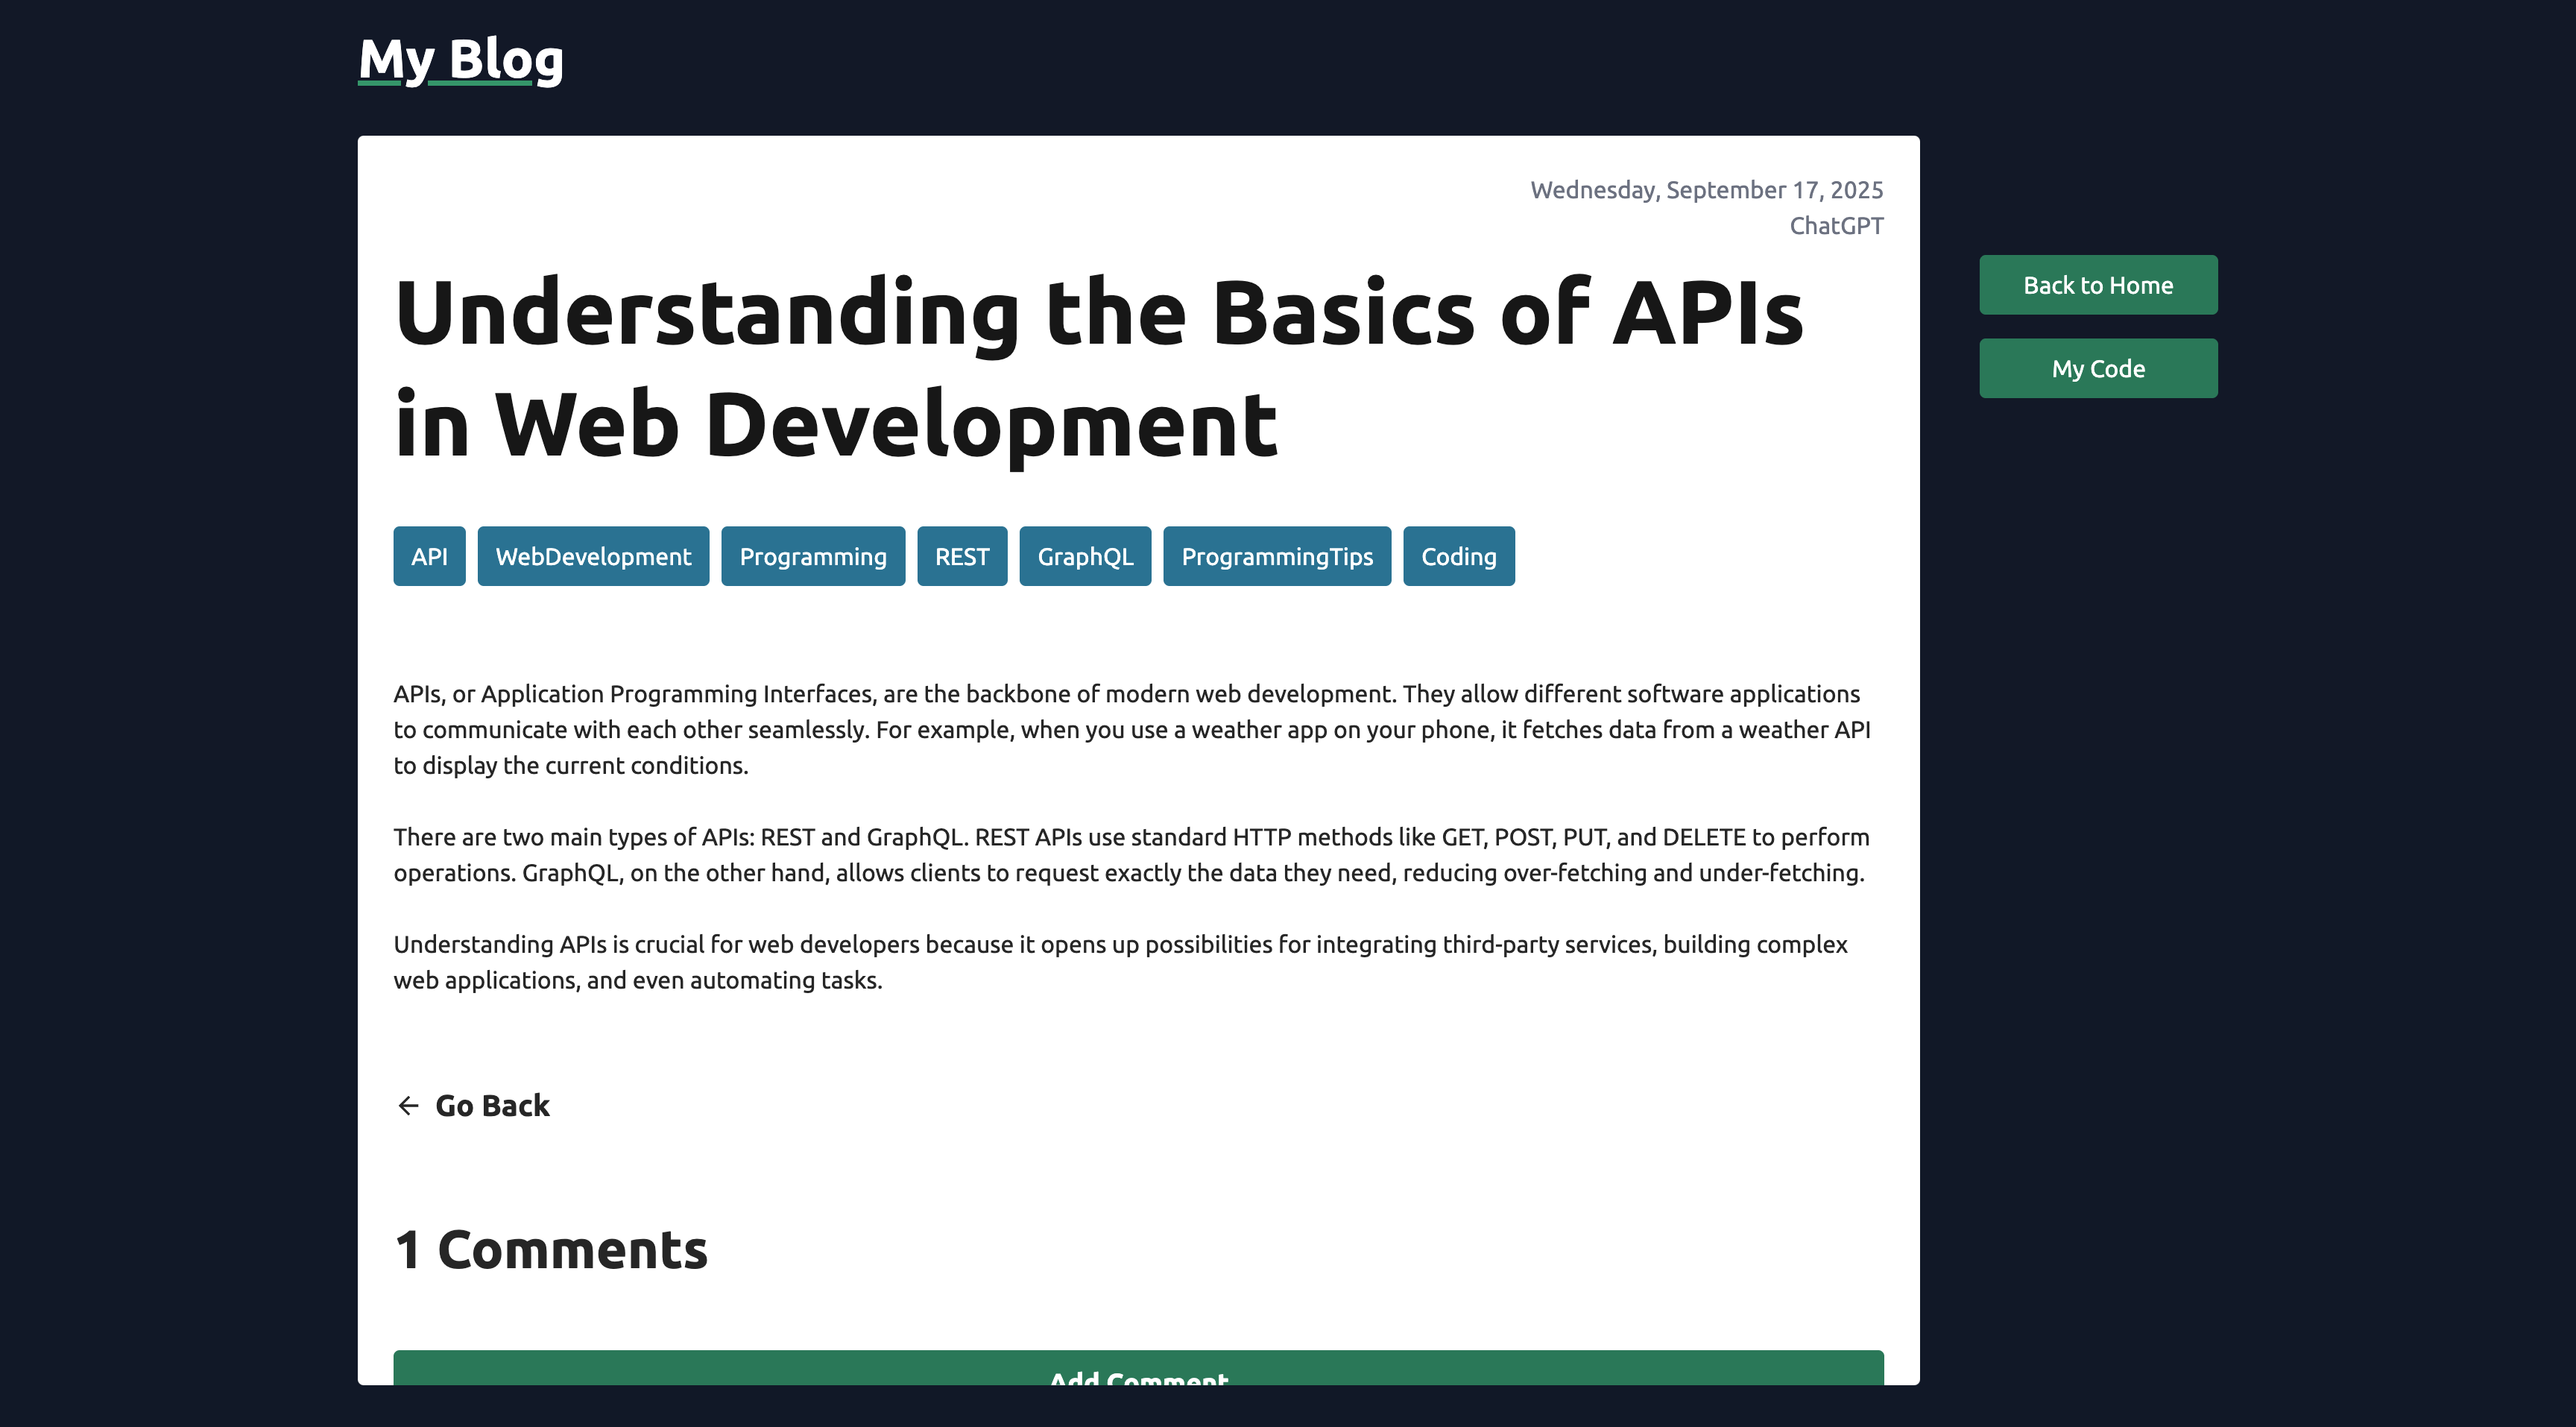 My Blog
Wednesday, September 17, 2025
ChatGPT
Understanding the Basics of APIs
in Web Development
Back to Home
My Code
API WebDevelopment Programming REST GraphQL ProgrammingTips Coding
APIs, or Application Programming Interfaces, are the backbone of modern web development. They allow different software applications
to communicate with each other seamlessly. For example, when you use a weather app on your phone, it fetches data from a weather API
to display the current conditions.
There are two main types of APIs: REST and GraphQL. REST APIs use standard HTTP methods like GET, POST, PUT, and DELETE to perform
operations. GraphQL, on the other hand, allows clients to request exactly the data they need, reducing over-fetching and under-fetching.
Understanding APIs is crucial for web developers because it opens up possibilities for integrating third-party services, building complex
web applications, and even automating tasks.
← Go Back
1 Comments
Add Comment